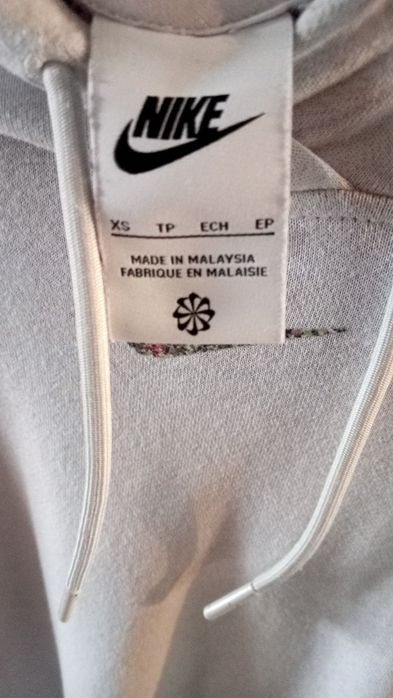 NIKE
XS TP ECH EP
MADE IN MALAYSIA
FABRIQUE EN MALAISIE